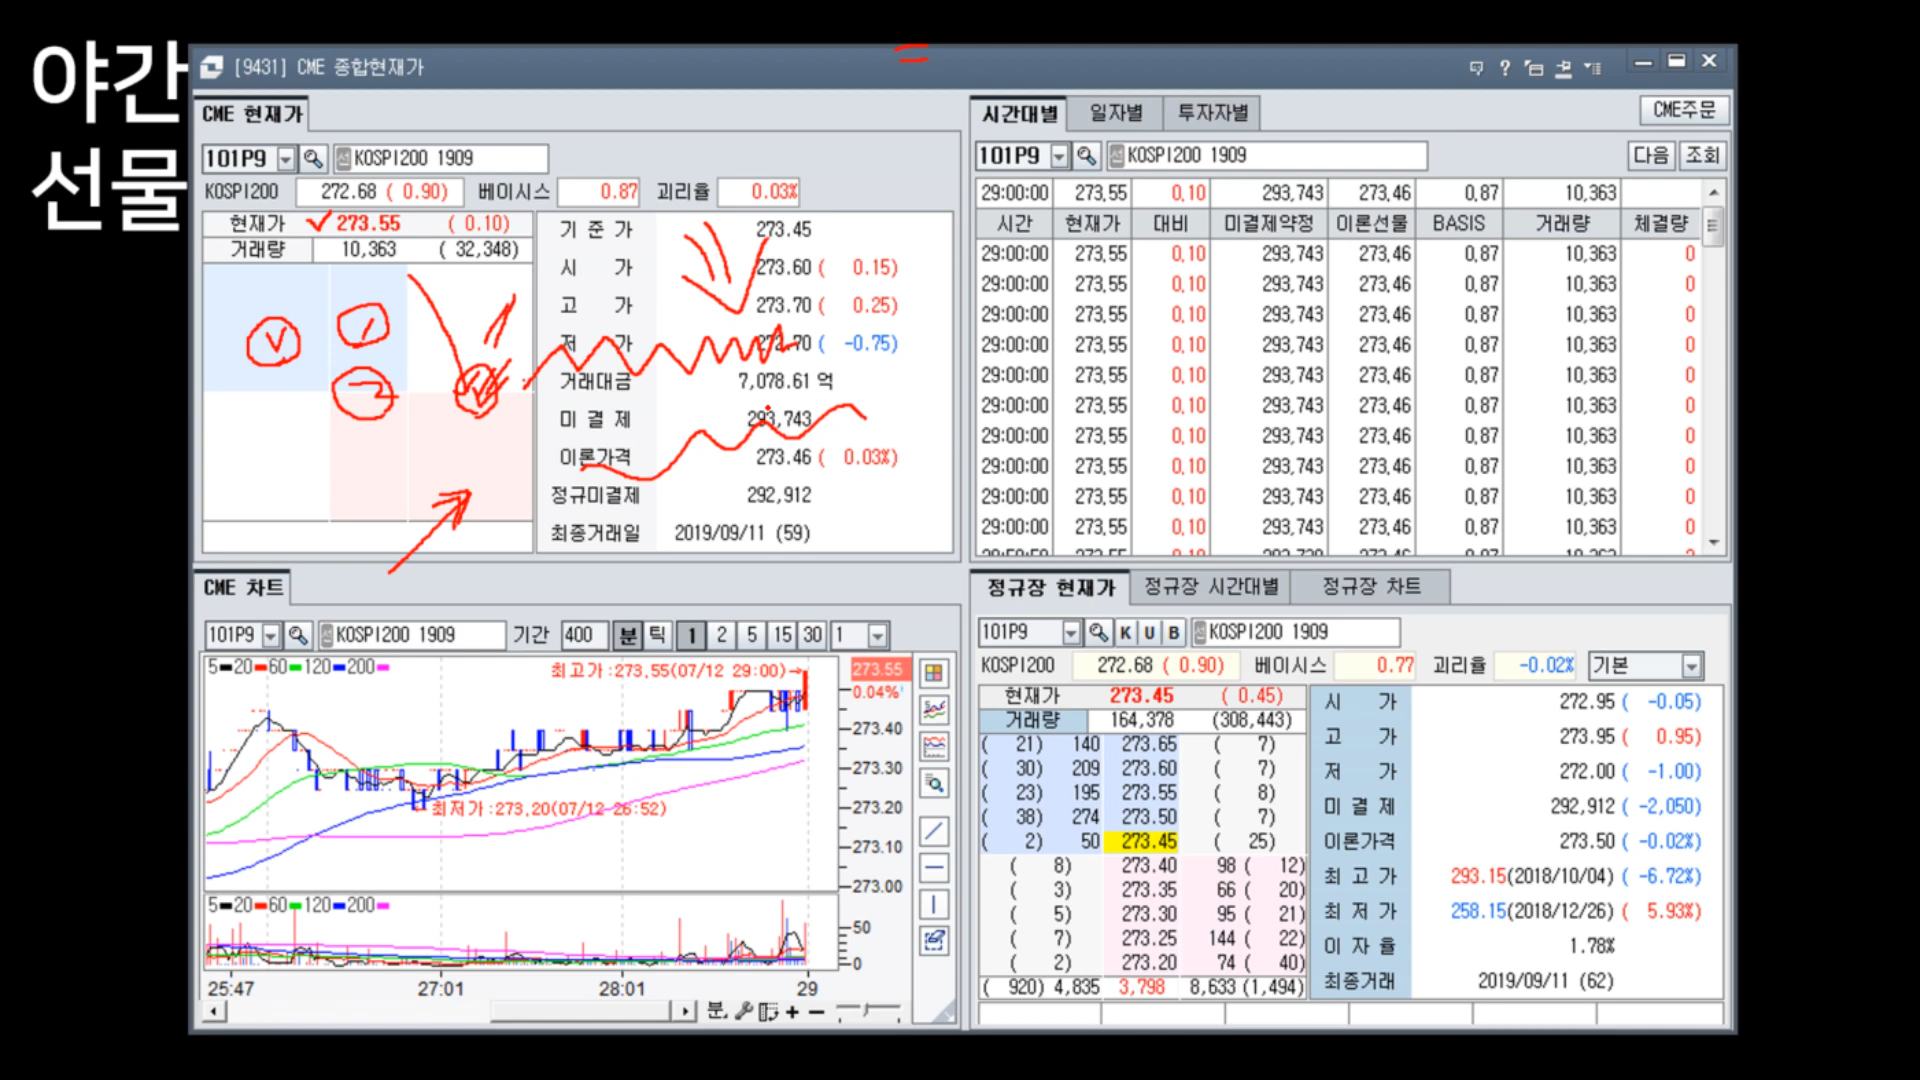 야간
선물
[9431] CME 종합현재가
CME 현재가
101P9 KOSPI200 1909
KOSPI200 272.68 ( 0.90) 베이시스 0.87 괴리율 0.03%
현재가 273.55 ( 0.10)
거래량 10,363 ( 32,348)
기 준 가 273.45
시 가 273.60 ( 0.15)
고 가 273.70 ( 0.25)
저 가 272.70 ( -0.75)
거래대금 7,078.61 억
미 결 제 293,743
이론가격 273.46 ( 0.03%)
정규미결제 292,912
최종거래일 2019/09/11 (59)
시간대별 일자별 투자자별 CME주문
101P9 KOSPI200 1909 다음 조회
29:00:00 273,55 0,10 293,743 273,46 0,87 10,363
시간 현재가 대비 미결제약정 이론선물 BASIS 거래량 체결량
29:00:00 273,55 0,10 293,743 273,46 0,87 10,363 0
29:00:00 273,55 0,10 293,743 273,46 0,87 10,363 0
29:00:00 273,55 0,10 293,743 273,46 0,87 10,363 0
29:00:00 273,55 0,10 293,743 273,46 0,87 10,363 0
29:00:00 273,55 0,10 293,743 273,46 0,87 10,363 0
29:00:00 273,55 0,10 293,743 273,46 0,87 10,363 0
29:00:00 273,55 0,10 293,743 273,46 0,87 10,363 0
29:00:00 273,55 0,10 293,743 273,46 0,87 10,363 0
29:00:00 273,55 0,10 293,743 273,46 0,87 10,363 0
29:00:00 273,55 0,10 293,743 273,46 0,87 10,363 0
CME 차트
101P9 KOSPI200 1909 기간 400 분 틱 1 2 5 15 30 1
5 20 60 120 200
최고가:273,55(07/12 29:00)→
최저가:273,20(07/12 26:52)
273.55
0.04%
273.40
273.30
273.20
273.10
273.00
5 20 60 120 200
50
0
25:47 27:01 28:01 29
분.
정규장 현재가 정규장 시간대별 정규장 차트
101P9 K U B KOSPI200 1909
KOSPI200 272.68 ( 0.90) 베이시스 0.77 괴리율 -0.02% 기본
현재가 273.45 ( 0.45)
거래량 164,378 (308,443)
( 21) 140 273.65 ( 7)
( 30) 209 273.60 ( 7)
( 23) 195 273.55 ( 8)
( 38) 274 273.50 ( 7)
( 2) 50 273.45 ( 25)
( 8) 273.40 98 ( 12)
( 3) 273.35 66 ( 20)
( 5) 273.30 95 ( 21)
( 7) 273.25 144 ( 22)
( 2) 273.20 74 ( 40)
( 920) 4,835 3,798 8,633 (1,494)
시 가 272.95 ( -0.05)
고 가 273.95 ( 0.95)
저 가 272.00 ( -1.00)
미 결 제 292,912 ( -2,050)
이론가격 273.50 ( -0.02%)
최 고 가 293.15(2018/10/04) ( -6.72%)
최 저 가 258.15(2018/12/26) ( 5.93%)
이 자 율 1.78%
최종거래 2019/09/11 (62)